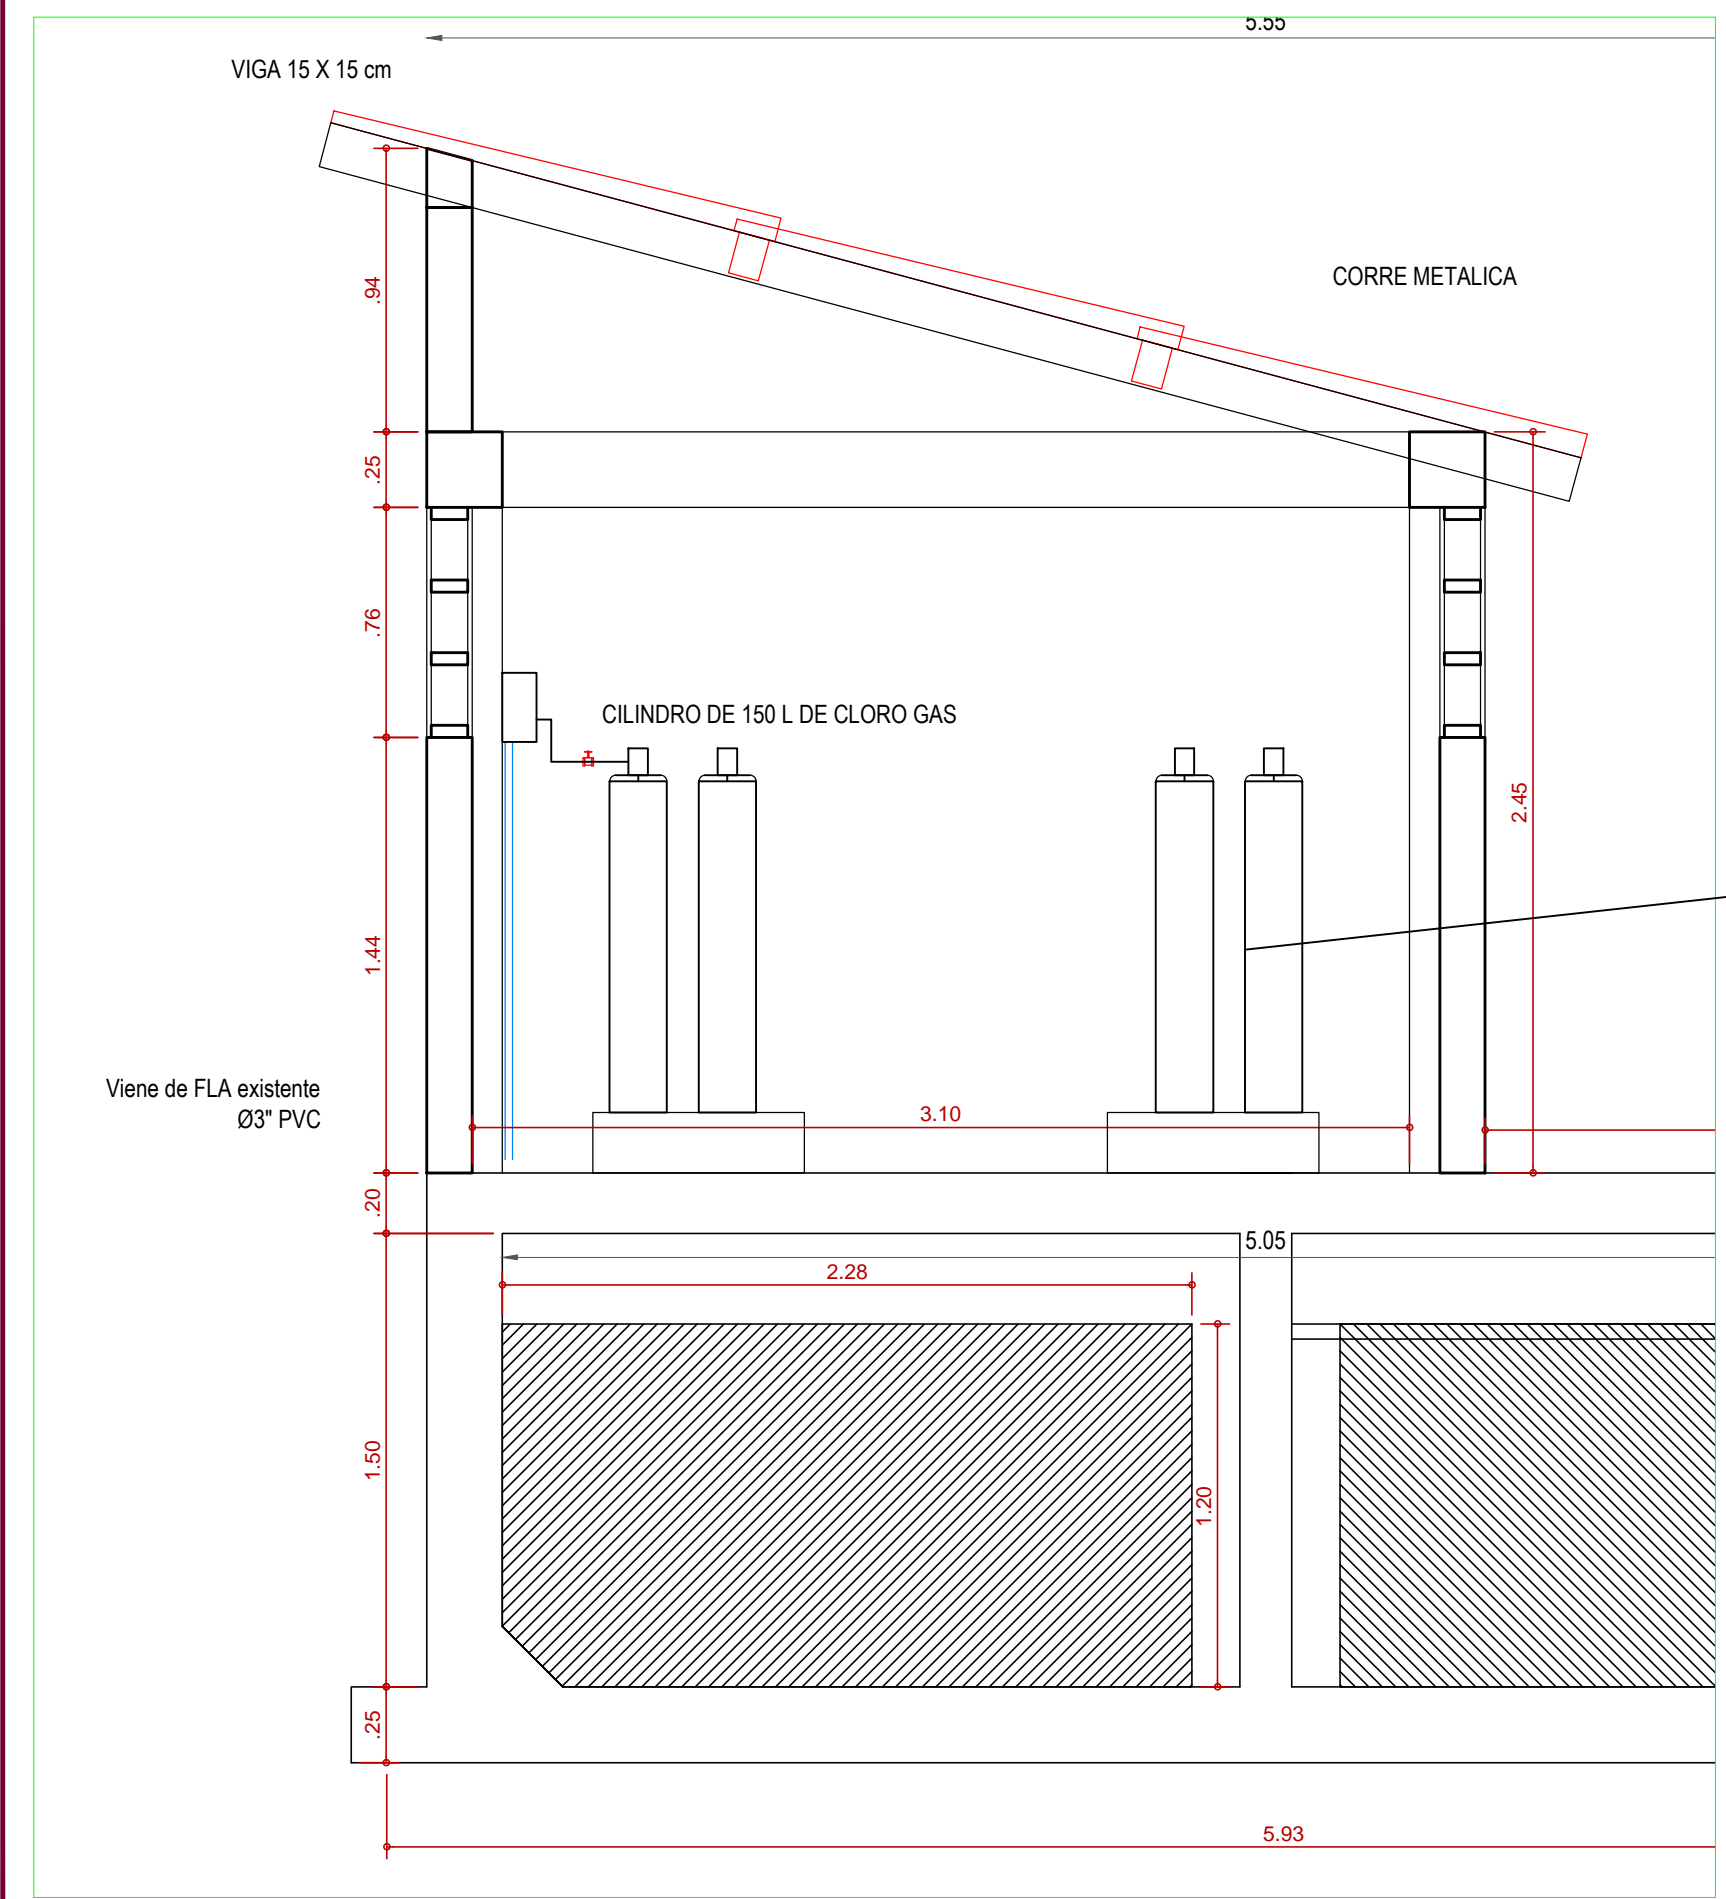 5.55
VIGA 15 X 15 cm
CORRE METALICA
.94
.25
.76
CILINDRO DE 150 L DE CLORO GAS
2.45
1.44
Viene de FLA existente
Ø3" PVC
3.10
.20
5.05
2.28
1.50
1.20
.25
5.93